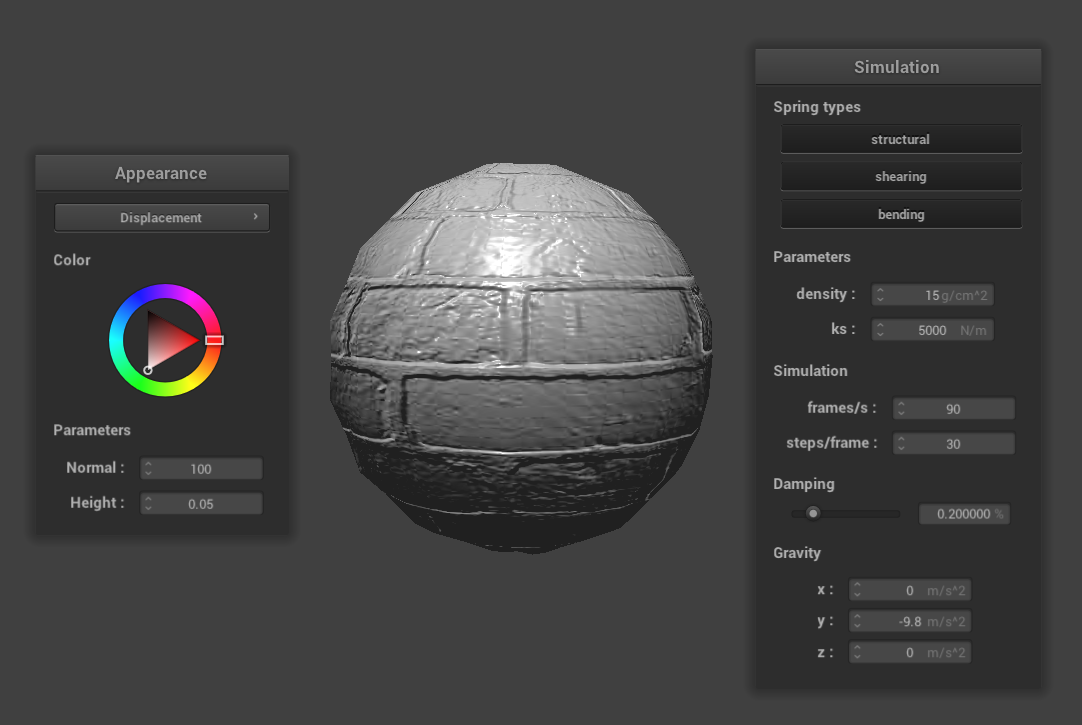 Appearance
Displacement
Color
Parameters
Normal : 100
Height : 0.05
Simulation
Spring types
structural
shearing
bending
Parameters
density : 15 g/cm^2
ks : 5000 N/m
Simulation
frames/s : 90
steps/frame : 30
Damping
0.200000 %
Gravity
x : 0 m/s^2
y : -9.8 m/s^2
z : 0 m/s^2